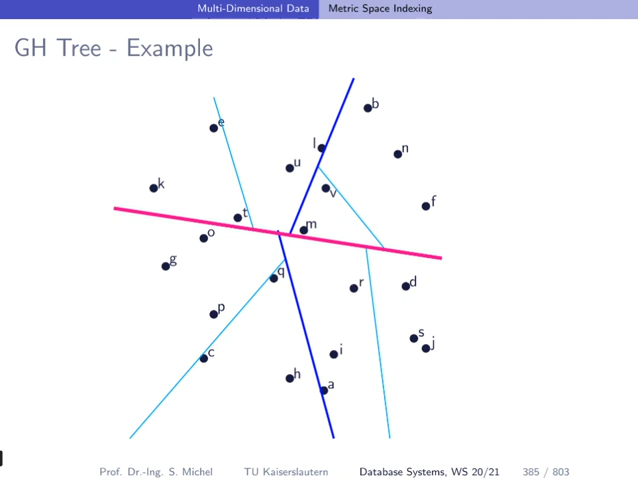 Multi-Dimensional Data Metric Space Indexing
GH Tree - Example
b
e
l
n
u
k
v
f
t
m
o
g
q
r
d
p
s
j
c
i
h
a
Prof. Dr.-Ing. S. Michel TU Kaiserslautern Database Systems, WS 20/21 385 / 803